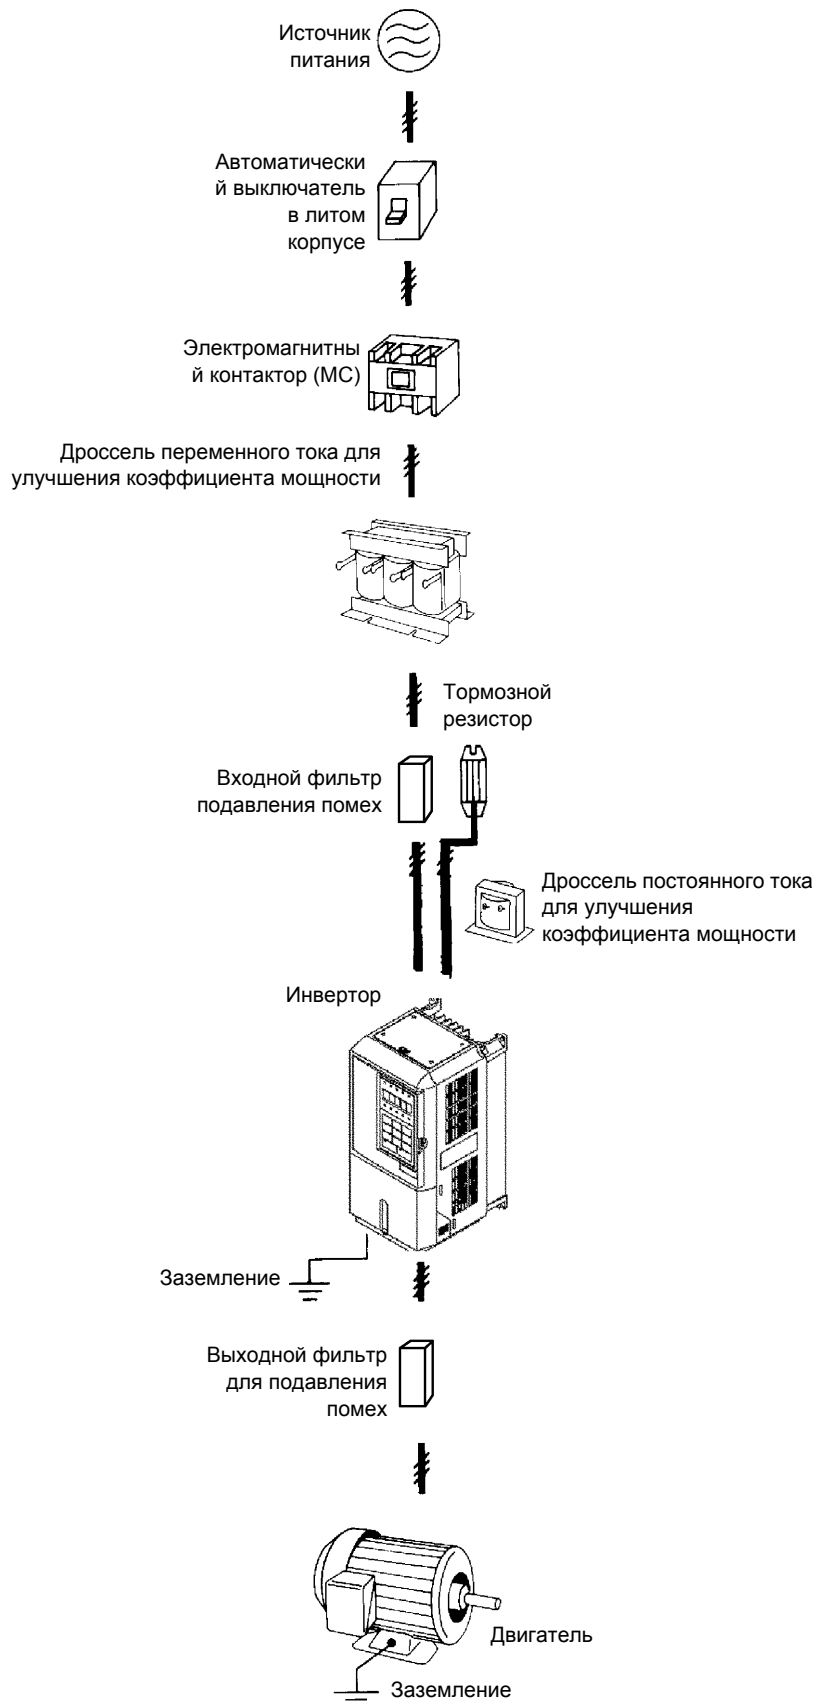 Источник
питания
Автоматически
й выключатель
в литом
корпусе
Электромагнитны
й контактор (MC)
Дроссель переменного тока для
улучшения коэффициента мощности
Тормозной
резистор
Входной фильтр
подавления помех
Дроссель постоянного тока
для улучшения
коэффициента мощности
Инвертор
Заземление
Выходной фильтр
для подавления
помех
Двигатель
Заземление